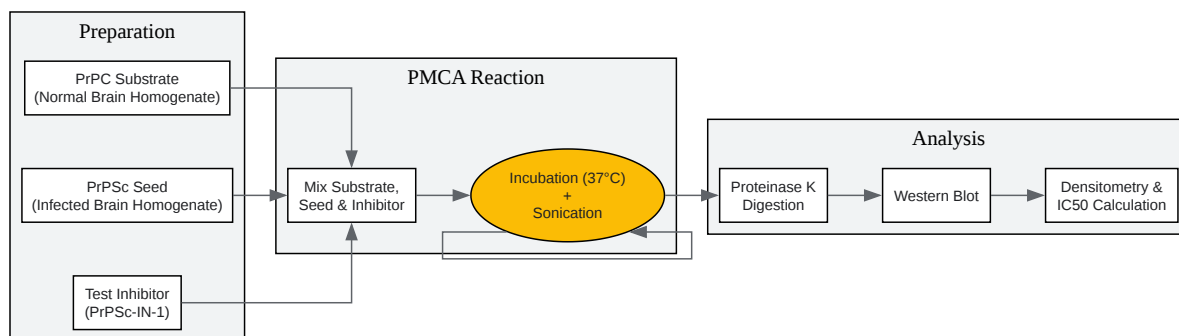 Preparation
PrPC Substrate
(Normal Brain Homogenate)
PrPSc Seed
(Infected Brain Homogenate)
Test Inhibitor
(PrPSc-IN-1)
PMCA Reaction
Mix Substrate,
Seed & Inhibitor
Incubation (37°C)
+
Sonication
Analysis
Proteinase K
Digestion
Western Blot
Densitometry &
IC50 Calculation